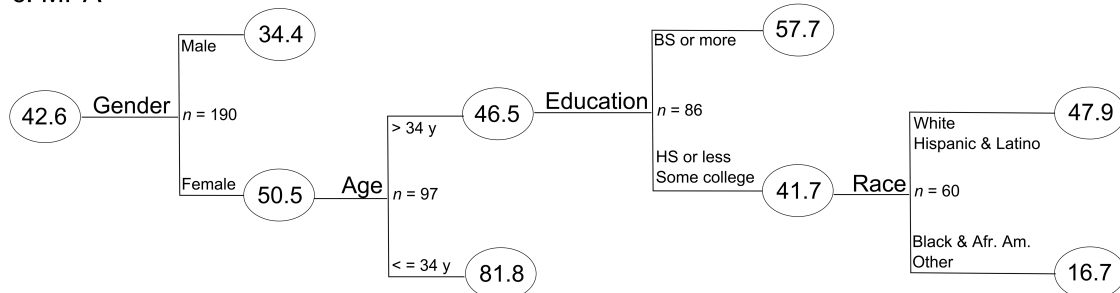 34.4
Male
42.6
Gender
n = 190
Female
50.5
Age
n = 97
> 34 y
46.5
< = 34 y
81.8
Education
n = 86
BS or more
57.7
HS or less
Some college
41.7
Race
n = 60
White
Hispanic & Latino
47.9
Black & Afr. Am.
Other
16.7